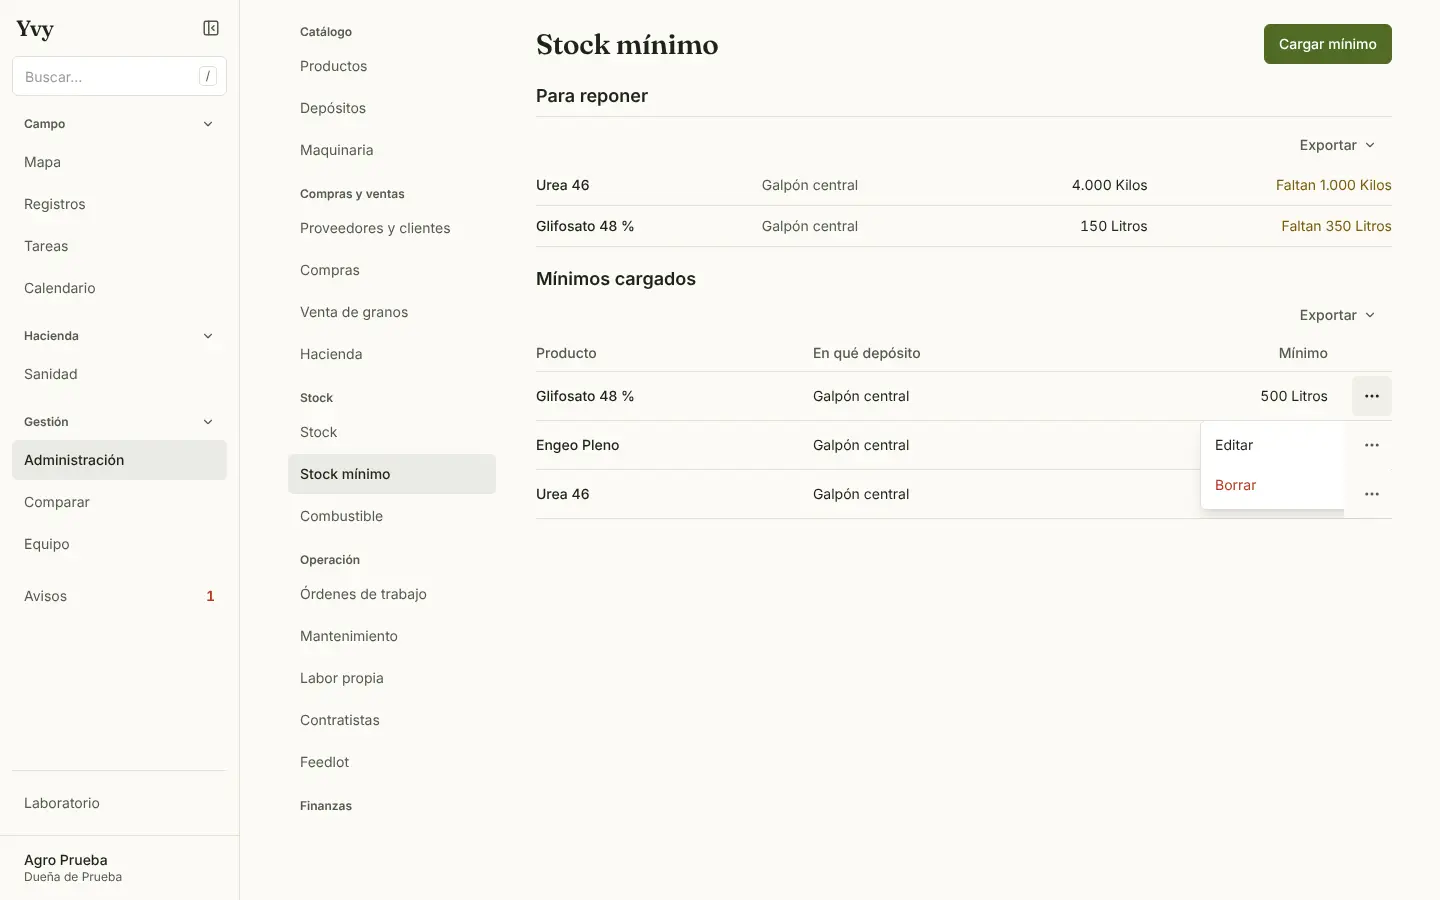 Yvy
Buscar... /
Campo
Mapa
Registros
Tareas
Calendario
Hacienda
Sanidad
Gestión
Administración
Comparar
Equipo
Avisos 1
Laboratorio
Agro Prueba
Dueña de Prueba
Catálogo
Productos
Depósitos
Maquinaria
Compras y ventas
Proveedores y clientes
Compras
Venta de granos
Hacienda
Stock
Stock
Stock mínimo
Combustible
Operación
Órdenes de trabajo
Mantenimiento
Labor propia
Contratistas
Feedlot
Finanzas
Stock mínimo
Cargar mínimo
Para reponer
Exportar
Urea 46 Galpón central 4.000 Kilos Faltan 1.000 Kilos
Glifosato 48 % Galpón central 150 Litros Faltan 350 Litros
Mínimos cargados
Exportar
Producto En qué depósito Mínimo
Glifosato 48 % Galpón central 500 Litros
Engeo Pleno Galpón central
Urea 46 Galpón central
Editar
Borrar